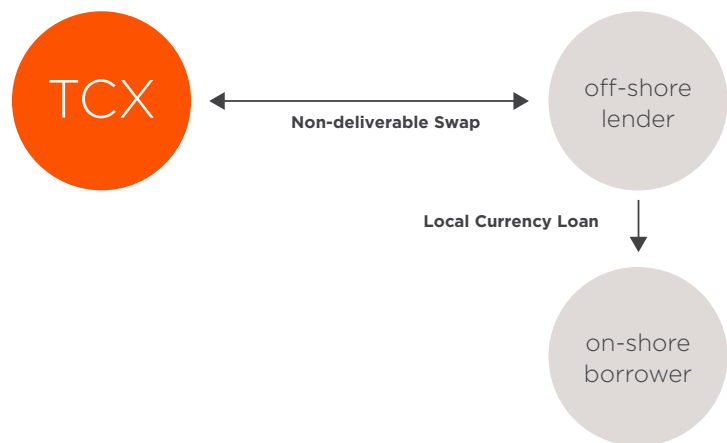 TCX
off-shore
lender
Non-deliverable Swap
Local Currency Loan
on-shore
borrower